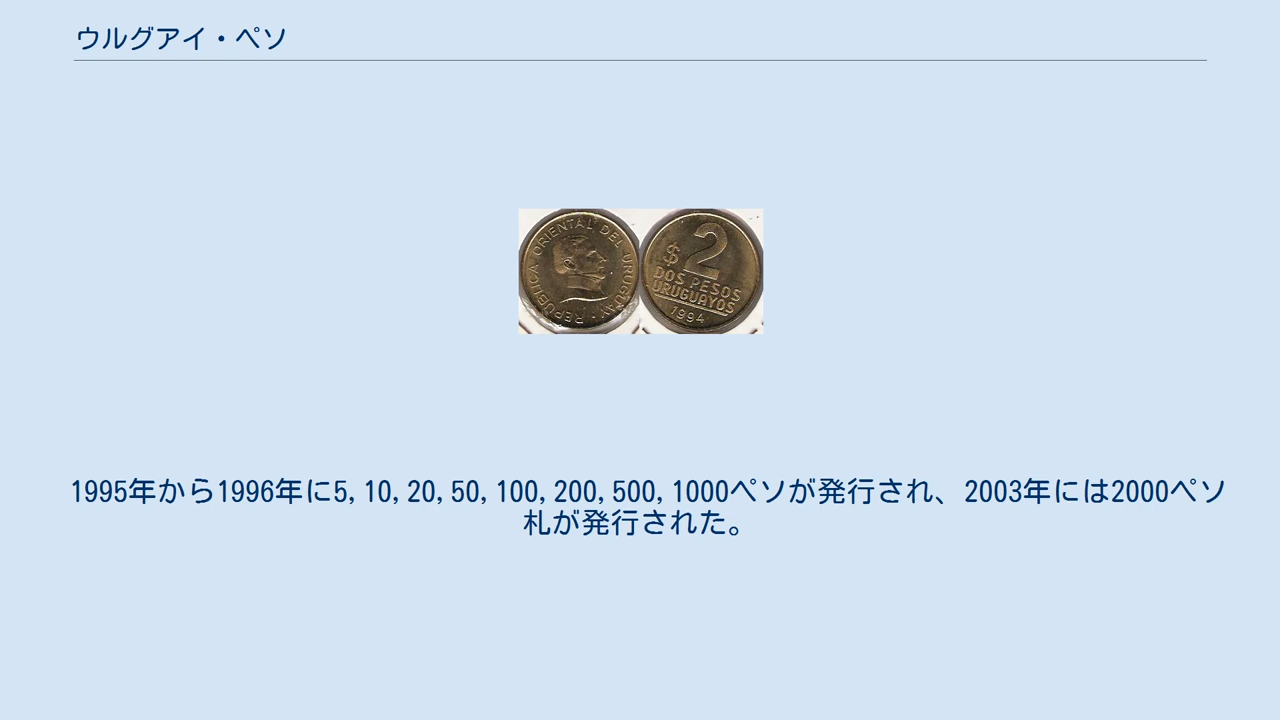 ウルグアイ・ペソ
REPUBLICA ORIENTAL DEL URUGUAY
$2
DOS PESOS
URUGUAYOS
1994
1995年から1996年に5,10,20,50,100,200,500,1000ペソが発行され、2003年には2000ペソ
札が発行された。